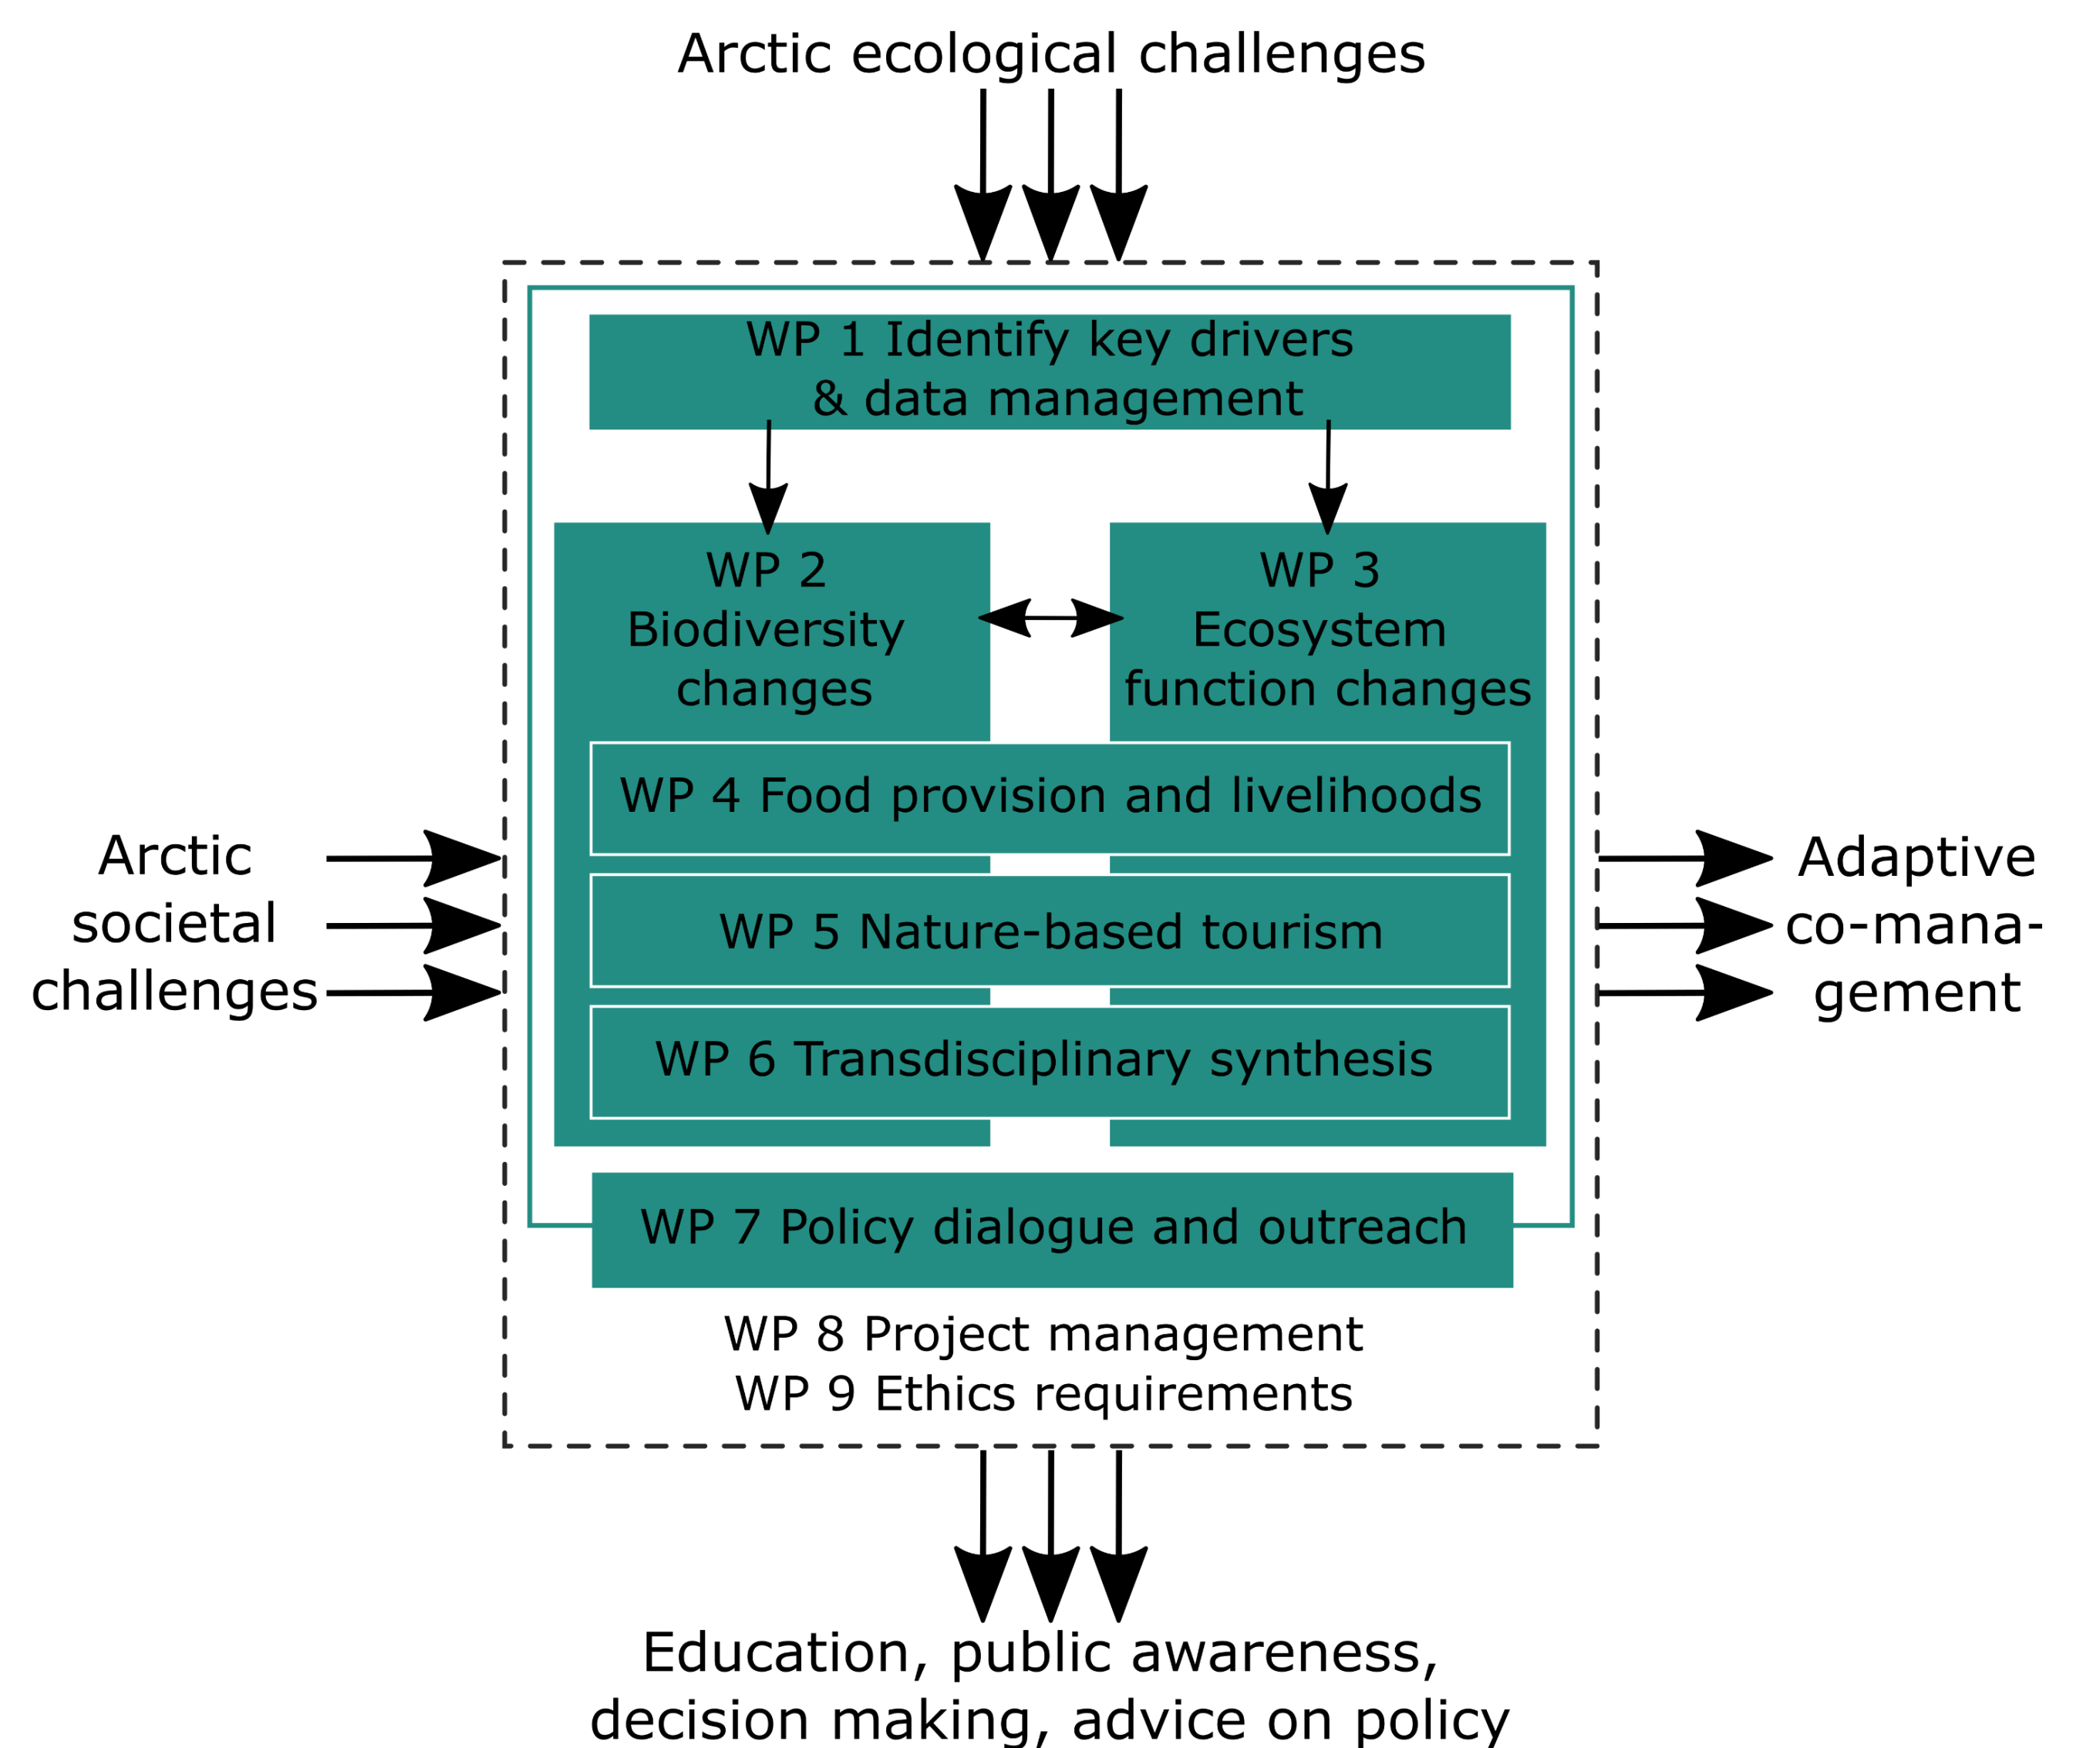 Arctic ecological challenges
WP 1 Identify key drivers
& data management
WP 2
Biodiversity
changes
WP 3
Ecosystem
function changes
WP 4 Food provision and livelihoods
WP 5 Nature-based tourism
WP 6 Transdisciplinary synthesis
WP 7 Policy dialogue and outreach
WP 8 Project management
WP 9 Ethics requirements
Arctic
societal
challenges
Adaptive
co-mana-
gement
Education, public awareness,
decision making, advice on policy